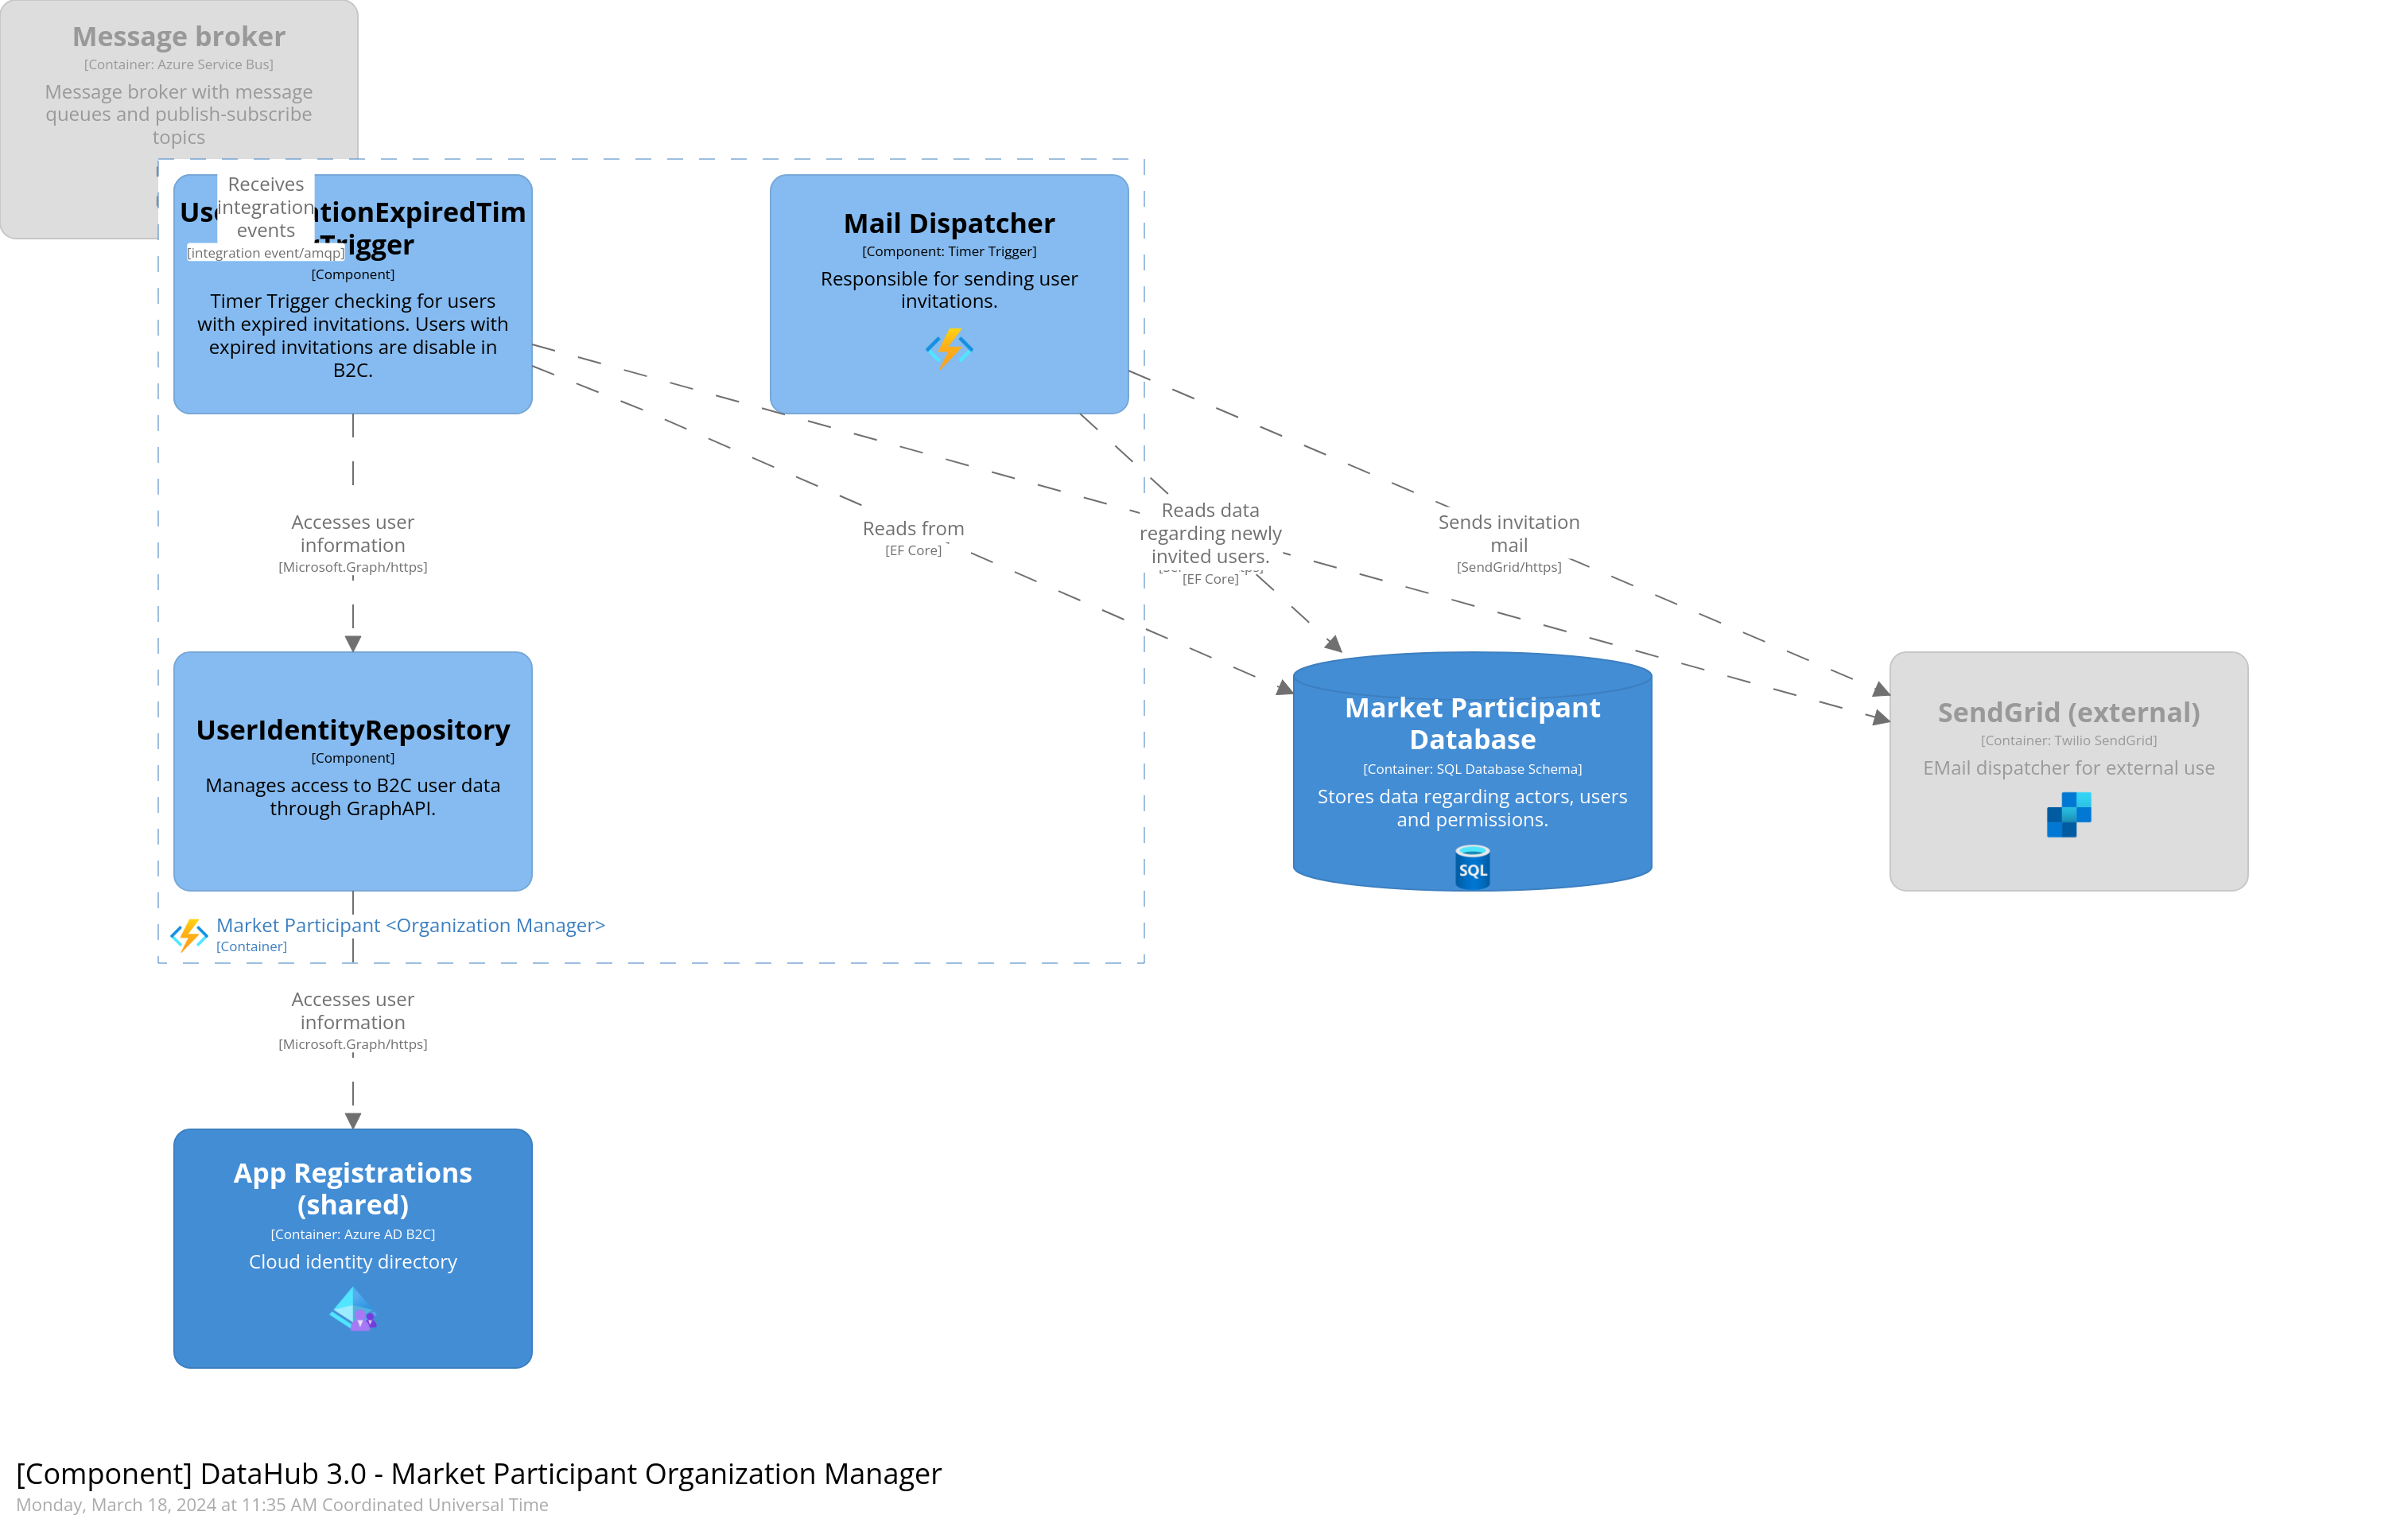 Message broker
[Container: Azure Service Bus]
Message broker with message
queues and publish-subscribe
topics
Receives
integration
events
[integration event/amqp]
[Component]
Timer Trigger checking for users
with expired invitations. Users with
expired invitations are disable in
B2C.
Mail Dispatcher
[Component: Timer Trigger]
Responsible for sending user
invitations.
Accesses user
information
[Microsoft.Graph/https]
Reads from
[EF Core]
Reads data
regarding newly
invited users.
[EF Core]
Sends invitation
mail
[SendGrid/https]
UserIdentityRepository
[Component]
Manages access to B2C user data
through GraphAPI.
Market Participant
Database
[Container: SQL Database Schema]
Stores data regarding actors, users
and permissions.
SQL
SendGrid (external)
[Container: Twilio SendGrid]
EMail dispatcher for external use
Market Participant <Organization Manager>
[Container]
Accesses user
information
[Microsoft.Graph/https]
App Registrations
(shared)
[Container: Azure AD B2C]
Cloud identity directory
[Component] DataHub 3.0 - Market Participant Organization Manager
Monday, March 18, 2024 at 11:35 AM Coordinated Universal Time